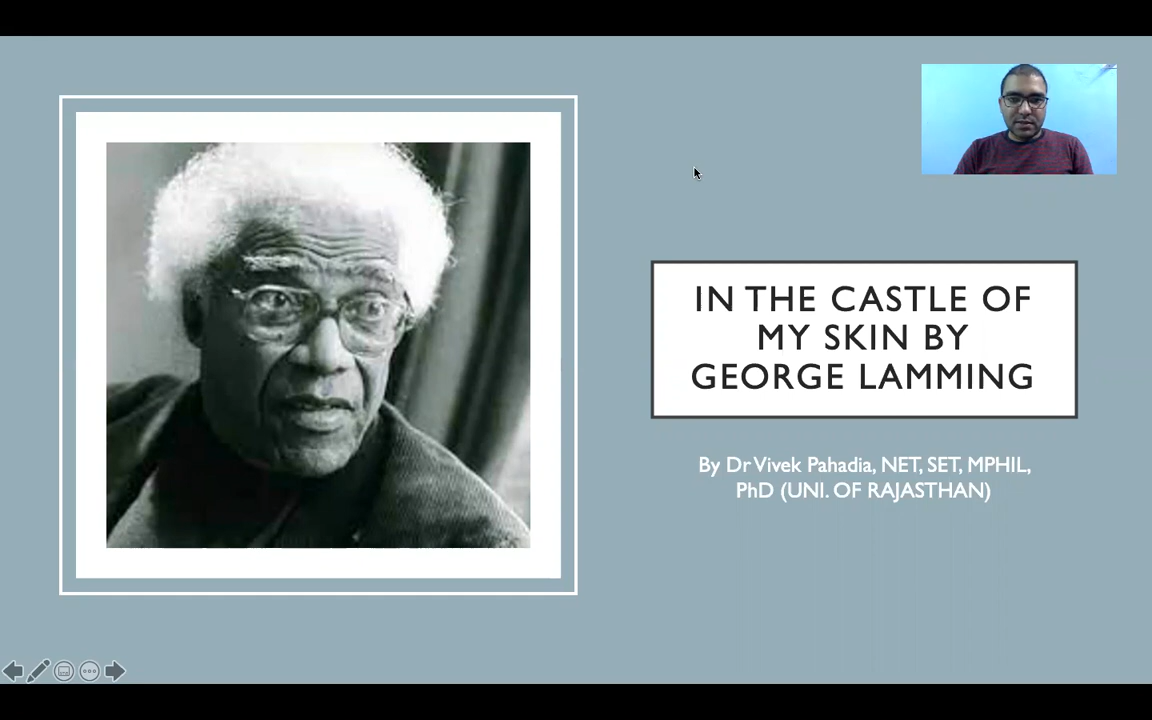 IN THE CASTLE OF
MY SKIN BY
GEORGE LAMMING
By Dr Vivek Pahadia, NET, SET, MPHIL,
PhD (UNI. OF RAJASTHAN)